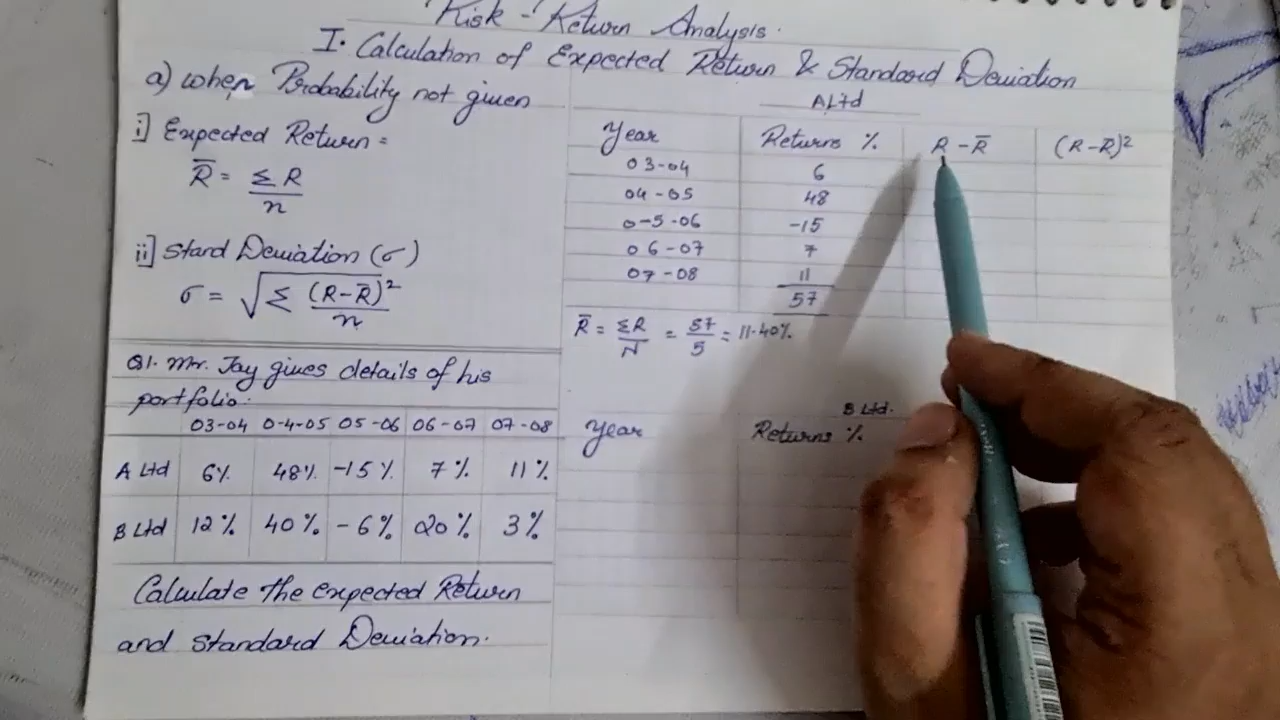 Risk - Return Analysis.
I. Calculation of Expected Return & Standard Deviation
a) when Probability not given
i] Expected Return =
R̅ = ΣR
n
ii] Stard Deviation (σ)
σ = √Σ (R-R̅)²
n
Q1. Mr. Jay gives details of his
portfolio.
03-04 0-4-05 05-06 06-07 07-08
A Ltd 6% 48% -15% 7% 11%
B Ltd 12% 40% -6% 20% 3%
Calculate the expected Return
and standard Deviation.
A Ltd
Year Returns % R-R̅ (R-R̅)²
03-04 6
04-05 48
0-5-06 -15
06-07 7
07-08 11
57
R̅ = ΣR = 57 = 11.40%
N 5
B Ltd.
Year Returns %